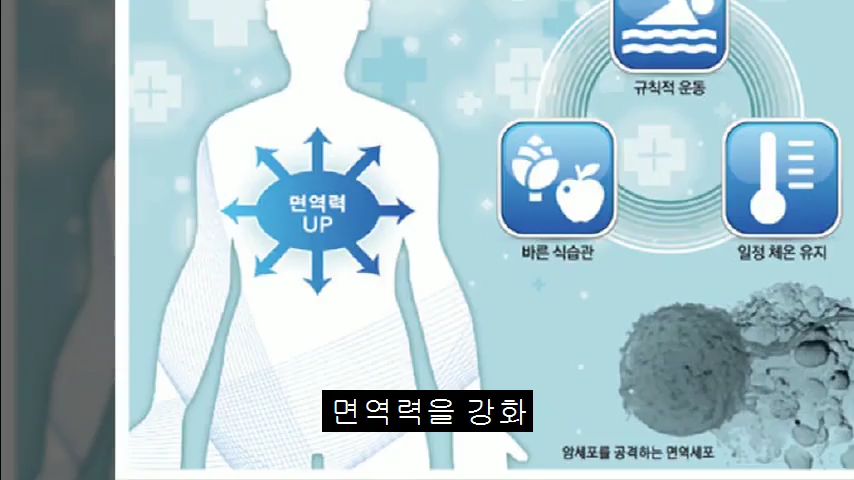 규칙적 운동
면역력
UP
바른 식습관
일정 체온 유지
면역력을 강화
암세포를 공격하는 면역세포